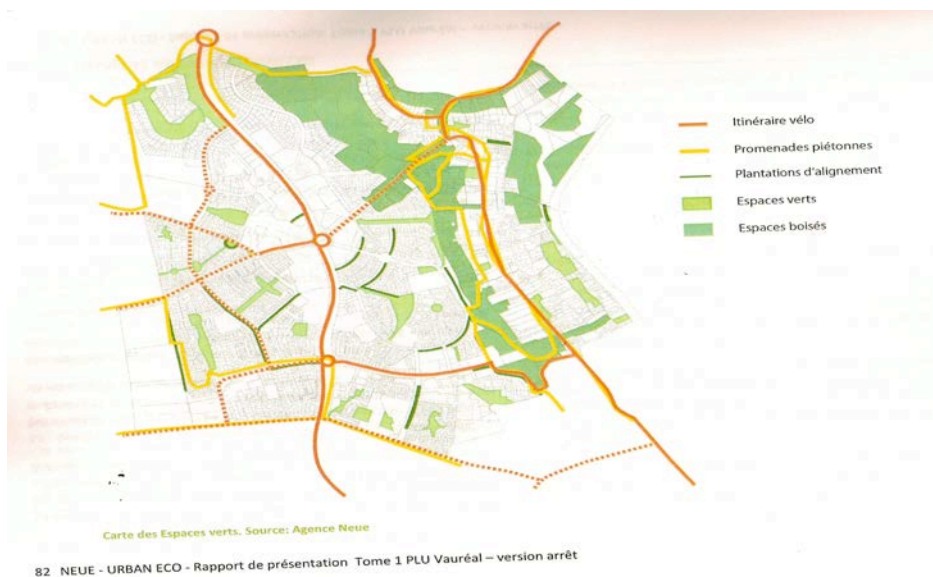 Itinéraire vélo
Promenades piétonnes
Plantations d'alignement
Espaces verts
Espaces boisés
Carte des Espaces verts. Source: Agence Neue
82 NEUE - URBAN ECO - Rapport de présentation Tome 1 PLU Vauréal – version arrêt